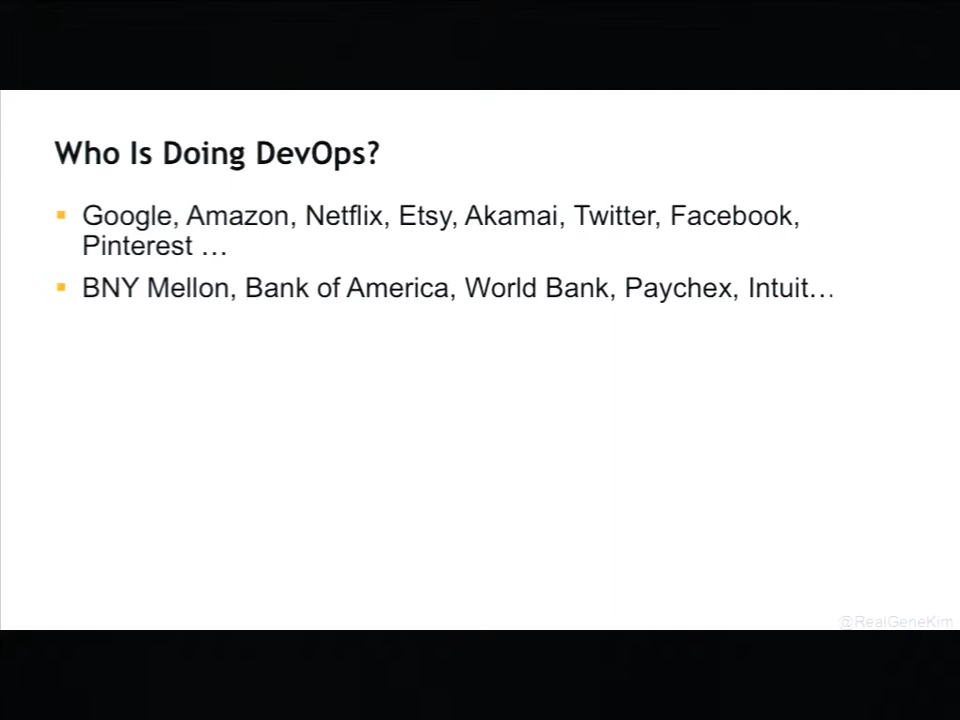 Who Is Doing DevOps?
Google, Amazon, Netflix, Etsy, Akamai, Twitter, Facebook,
Pinterest …
BNY Mellon, Bank of America, World Bank, Paychex, Intuit…
@RealGeneKim